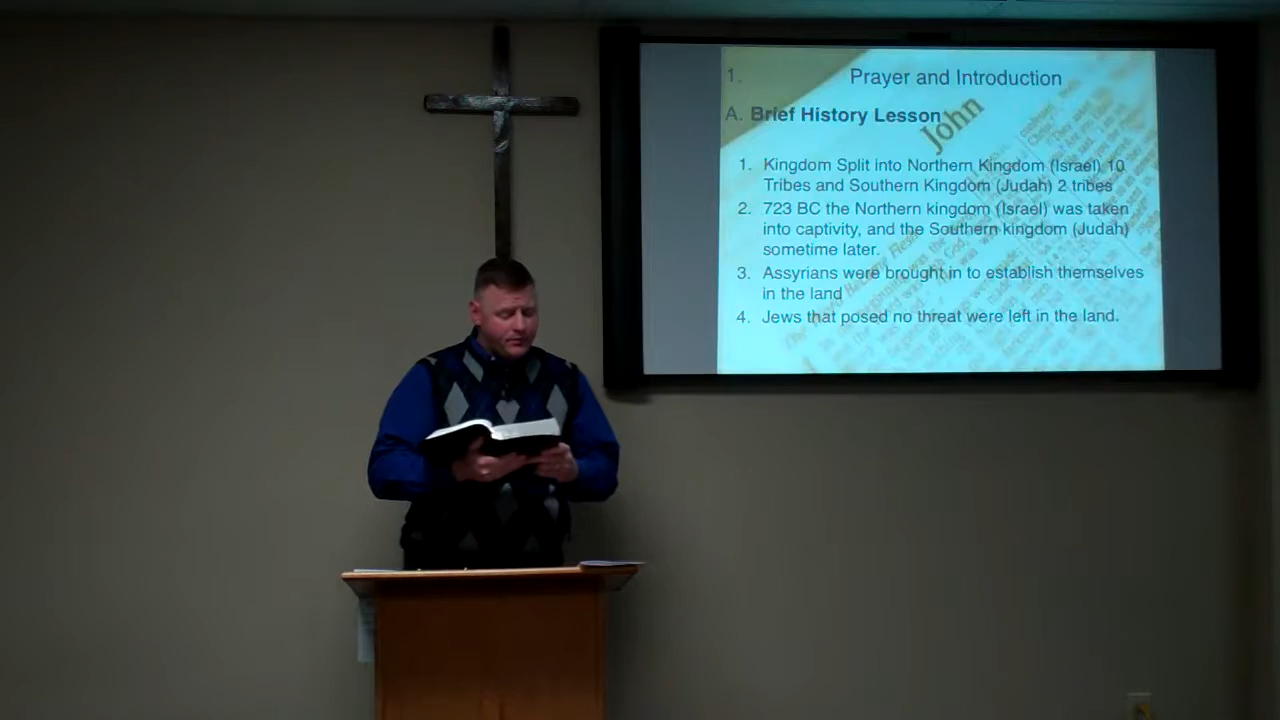 1. Prayer and Introduction
A. Brief History Lesson
John
1. Kingdom Split into Northern Kingdom (Israel) 10
Tribes and Southern Kingdom (Judah) 2 tribes
2. 723 BC the Northern kingdom (Israel) was taken
into captivity, and the Southern kingdom (Judah)
sometime later.
3. Assyrians were brought in to establish themselves
in the land
4. Jews that posed no threat were left in the land.